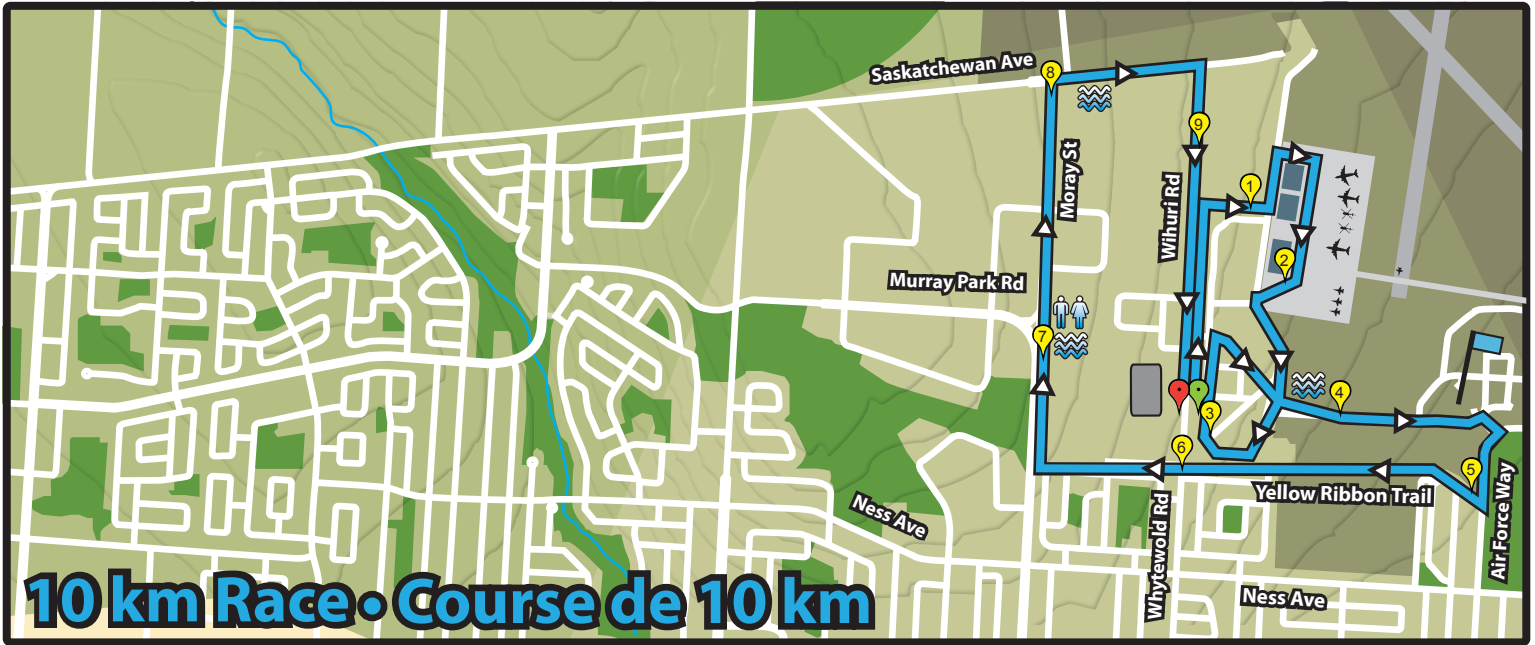 Saskatchewan Ave
8
9
Moray St
Wihuri Rd
1
2
Murray Park Rd
7
3
4
6
5
Yellow Ribbon Trail
Ness Ave
Whytewold Rd
Air Force Way
Ness Ave
10 km Race • Course de 10 km